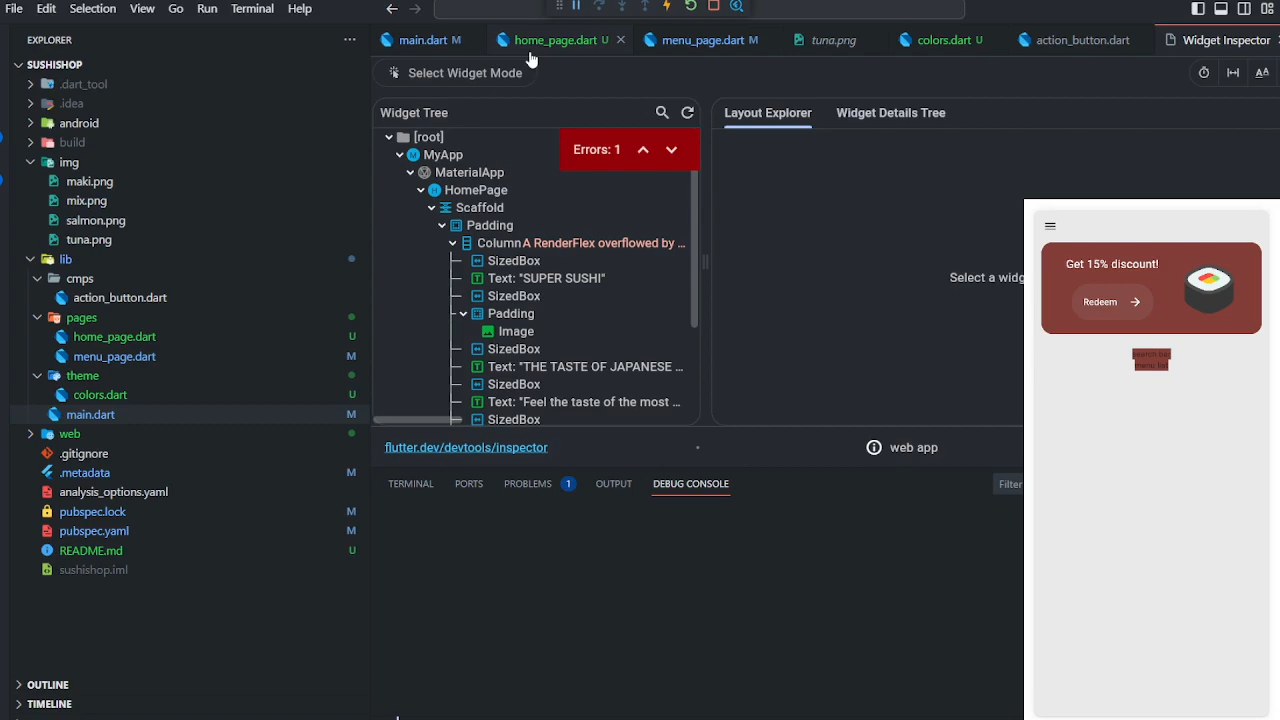 File Edit Selection View Go Run Terminal Help
EXPLORER
main.dart M
home_page.dart U
menu_page.dart M
tuna.png
colors.dart U
action_button.dart
Widget Inspector
SUSHISHOP
.dart_tool
.idea
android
build
img
maki.png
mix.png
salmon.png
tuna.png
lib
cmps
action_button.dart
pages
home_page.dart U
menu_page.dart M
theme
colors.dart U
main.dart M
web
.gitignore
.metadata M
analysis_options.yaml
pubspec.lock M
pubspec.yaml M
README.md U
sushishop.iml
OUTLINE
TIMELINE
Select Widget Mode
Widget Tree
Errors: 1
[root]
MyApp
MaterialApp
HomePage
Scaffold
Padding
Column A RenderFlex overflowed by ...
SizedBox
Text: "SUPER SUSHI"
SizedBox
Padding
Image
SizedBox
Text: "THE TASTE OF JAPANESE ...
SizedBox
Text: "Feel the taste of the most ...
SizedBox
Layout Explorer
Widget Details Tree
Select a widg
flutter.dev/devtools/inspector
•
web app
TERMINAL PORTS PROBLEMS 1 OUTPUT DEBUG CONSOLE
Filter
Get 15% discount!
Redeem
search bar
menu list